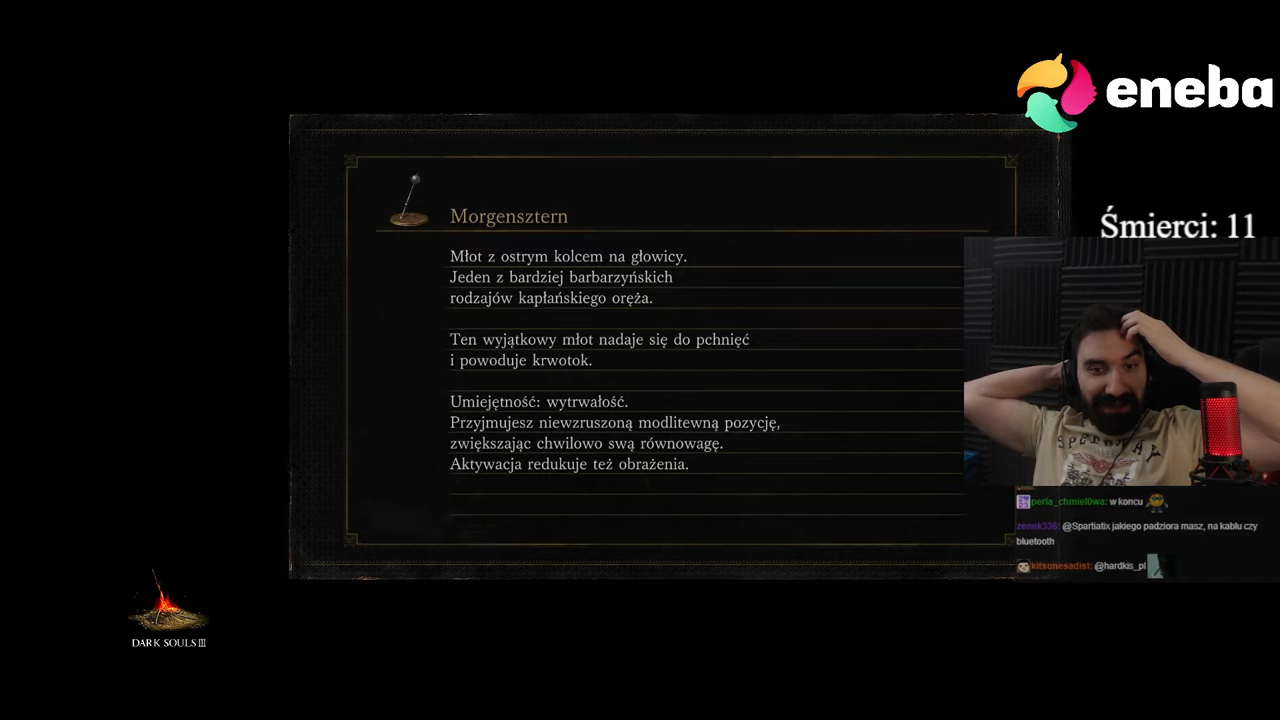 eneba
Śmierci: 11
Morgensztern
Młot z ostrym kolcem na głowicy.
Jeden z bardziej barbarzyńskich
rodzajów kapłańskiego oręża.
Ten wyjątkowy młot nadaje się do pchnięć
i powoduje krwotok.
Umiejętność: wytrwałość.
Przyjmujesz niewzruszoną modlitewną pozycję,
zwiększając chwilowo swą równowagę.
Aktywacja redukuje też obrażenia.
perla_chmiel0wa: w koncu
zenek338: @Spartiatix jakiego padziora masz, na kablu czy
bluetooth
kitsunesadist: @hardkis_pl
DARK SOULS III